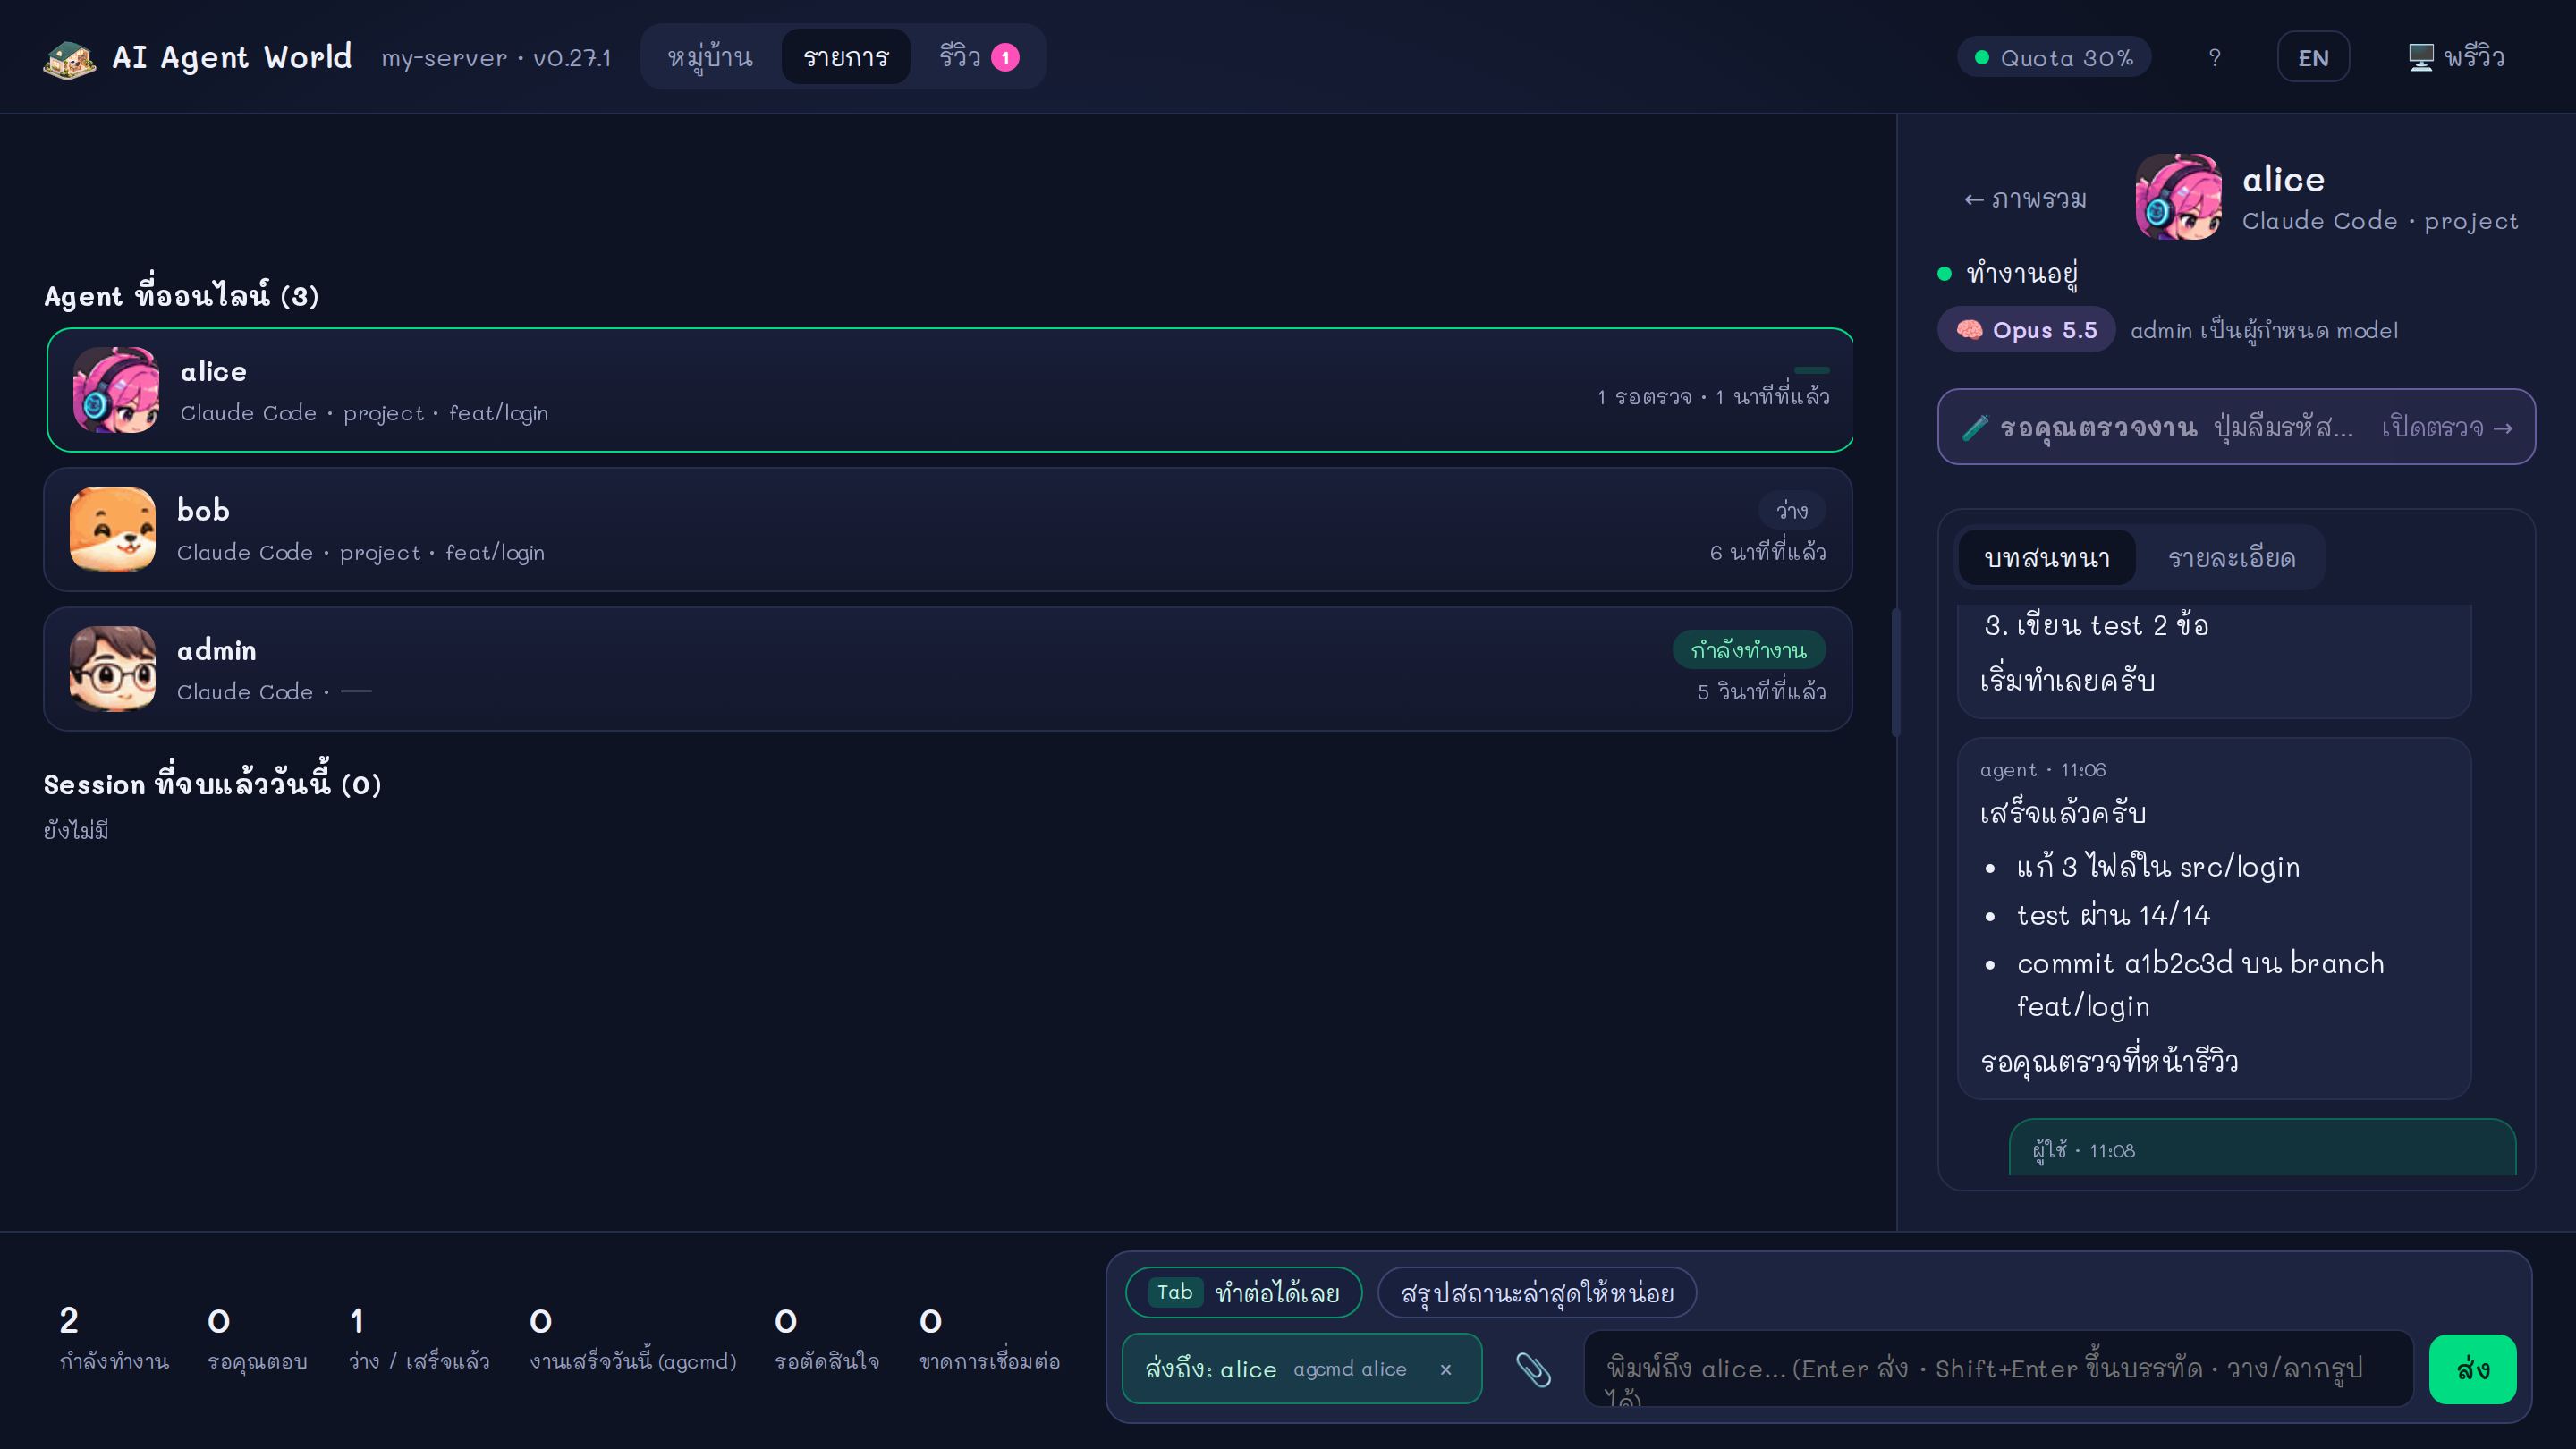 AI Agent World
my-server · v0.27.1
หมู่บ้าน
รายการ
รีวิว 1
Quota 30%
?
EN
พรีวิว
Agent ที่ออนไลน์ (3)
alice
Claude Code · project · feat/login
1 รอตรวจ · 1 นาทีที่แล้ว
bob
Claude Code · project · feat/login
ว่าง
6 นาทีที่แล้ว
admin
Claude Code · —
กำลังทำงาน
5 วินาทีที่แล้ว
Session ที่จบแล้ววันนี้ (0)
ยังไม่มี
← ภาพรวม
alice
Claude Code · project
ทำงานอยู่
Opus 5.5 admin เป็นผู้กำหนด model
รอคุณตรวจงาน ปุ่มลืมรหัส... เปิดตรวจ →
บทสนทนา
รายละเอียด
3. เขียน test 2 ข้อ
เริ่มทำเลยครับ
agent · 11:06
เสร็จแล้วครับ
• แก้ 3 ไฟล์ใน src/login
• test ผ่าน 14/14
• commit a1b2c3d บน branch
feat/login
รอคุณตรวจที่หน้ารีวิว
ผู้ใช้ · 11:08
2
กำลังทำงาน
0
รอคุณตอบ
1
ว่าง / เสร็จแล้ว
0
งานเสร็จวันนี้ (agcmd)
0
รอตัดสินใจ
0
ขาดการเชื่อมต่อ
Tab ทำต่อได้เลย
สรุปสถานะล่าสุดให้หน่อย
ส่งถึง: alice agcmd alice ×
พิมพ์ถึง alice... (Enter ส่ง · Shift+Enter ขึ้นบรรทัด · วาง/ลากรูป
ได้)
ส่ง